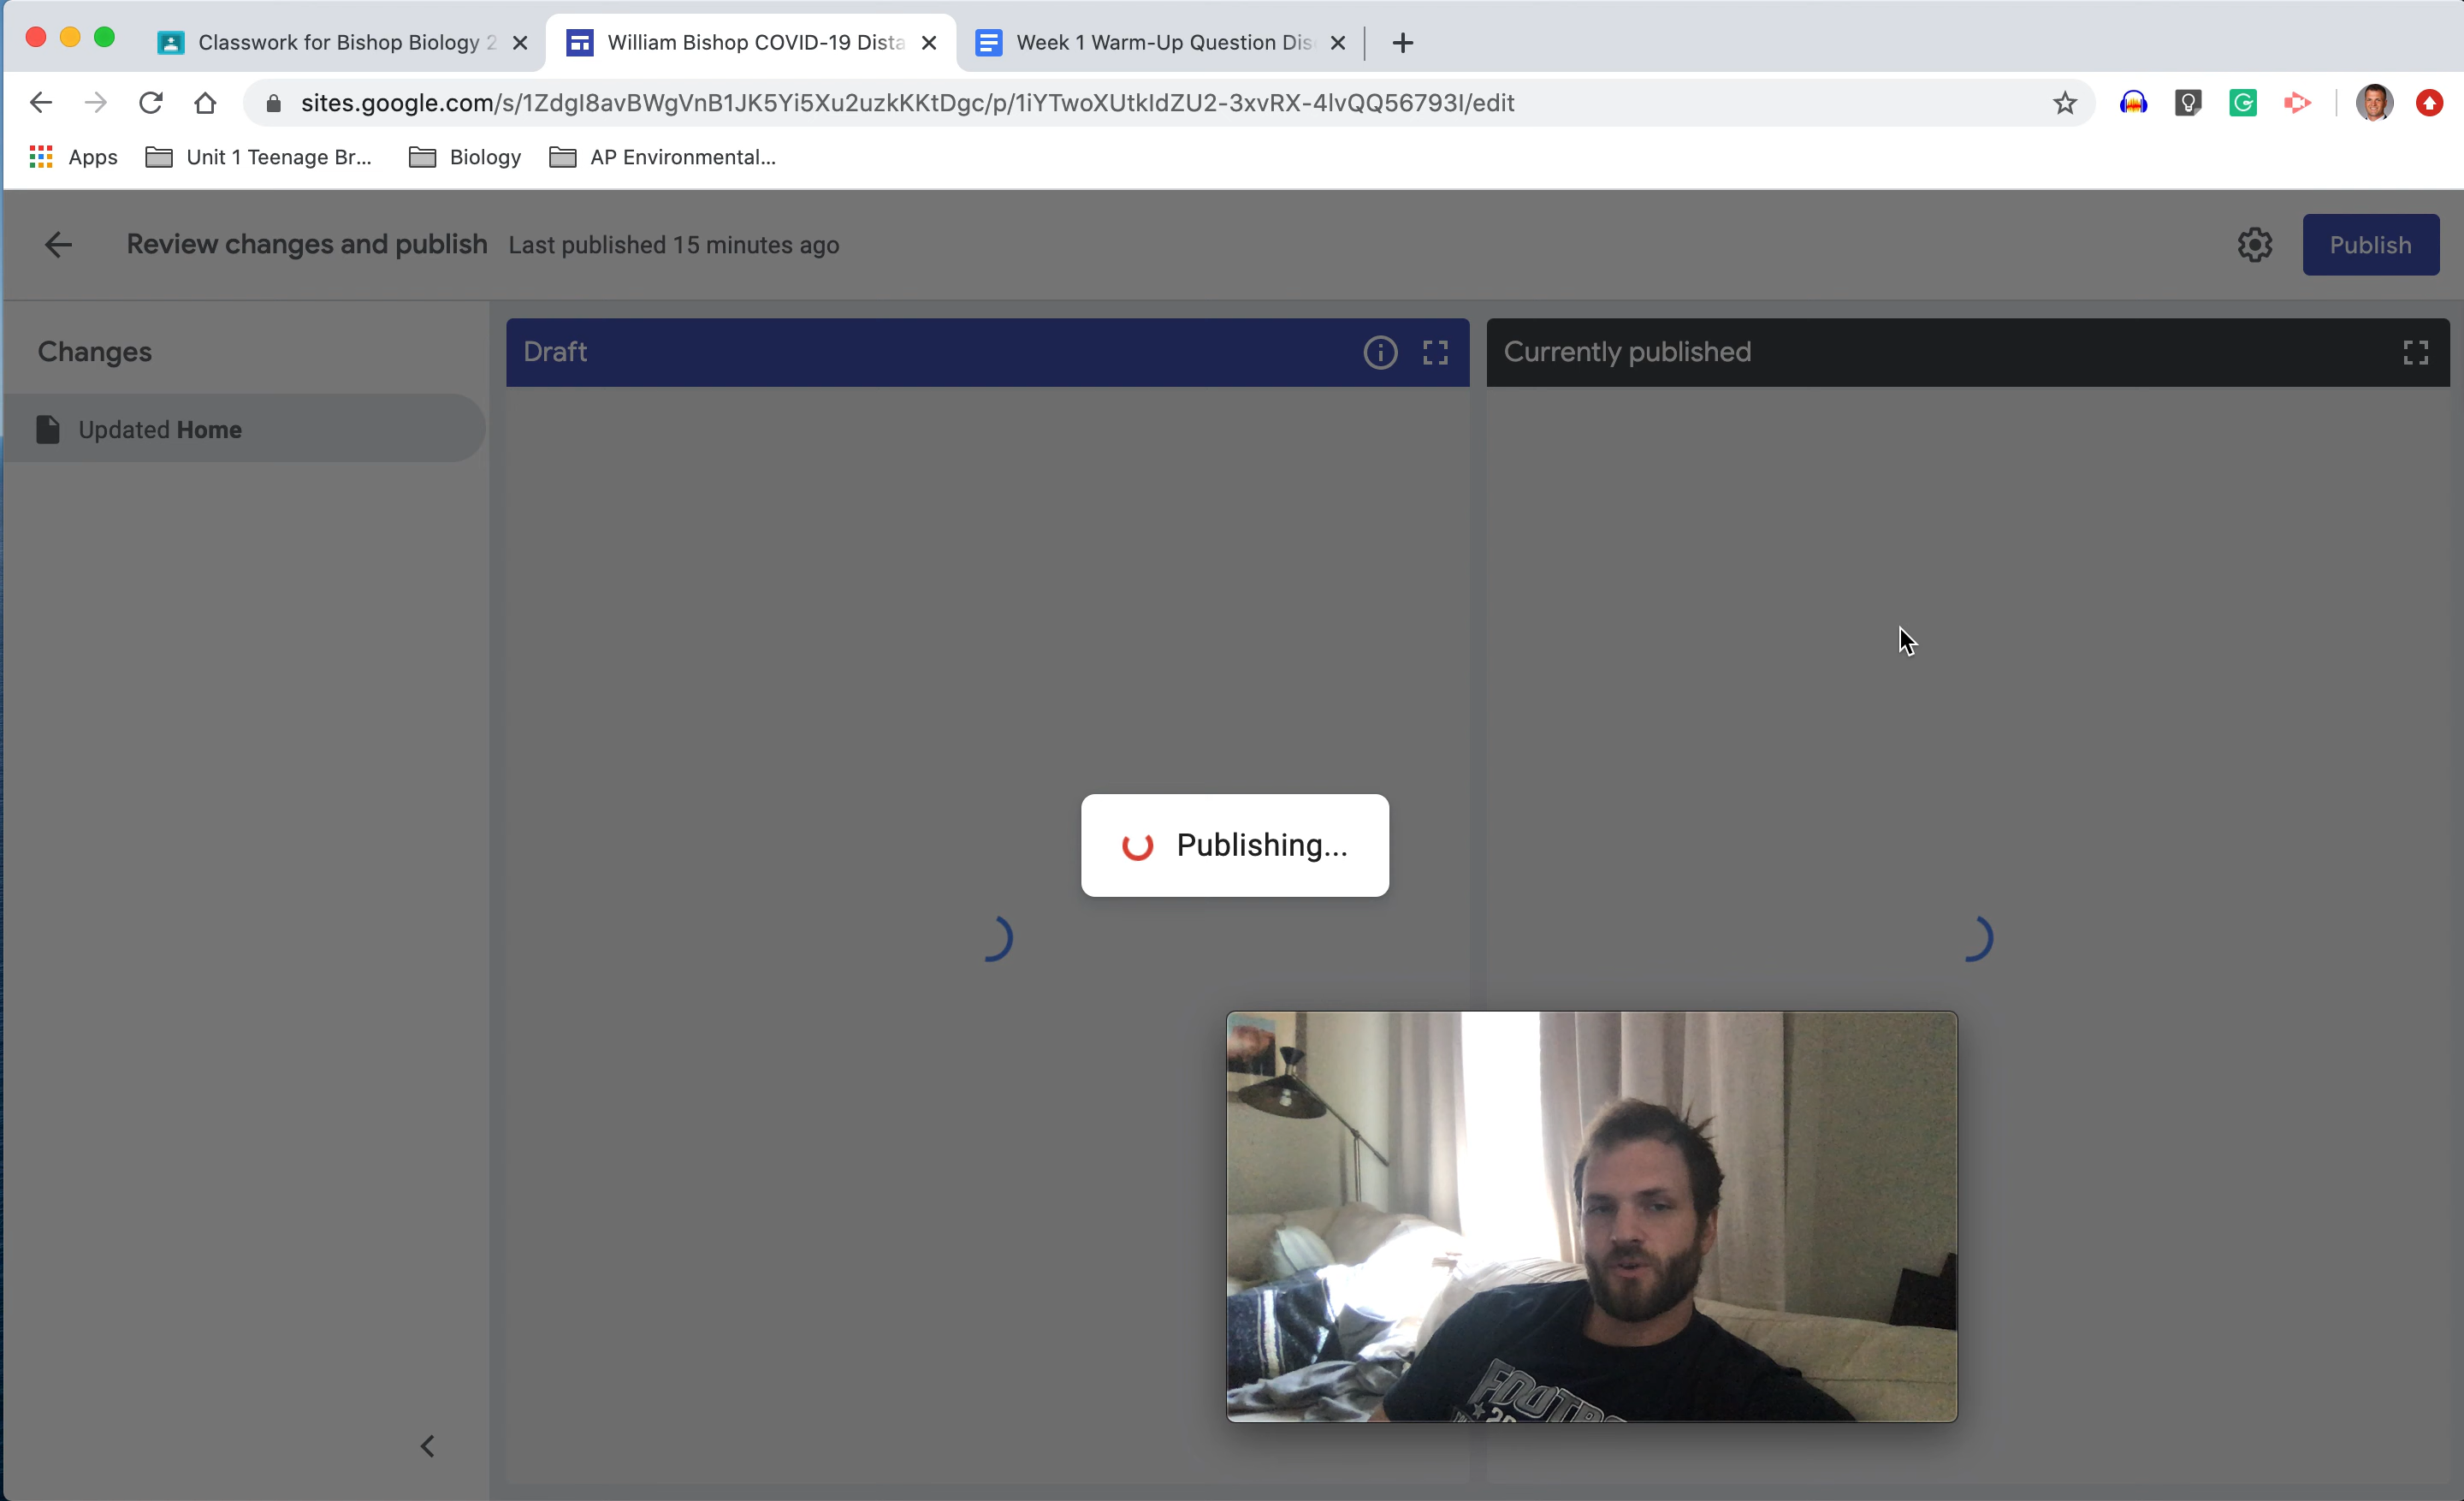 Classwork for Bishop Biology 2
William Bishop COVID-19 Dista
Week 1 Warm-Up Question Dis
sites.google.com/s/1ZdgI8avBWgVnB1JK5Yi5Xu2uzkKKtDgc/p/1iYTwoXUtkIdZU2-3xvRX-4lvQQ56793I/edit
Apps
Unit 1 Teenage Br...
Biology
AP Environmental...
Review changes and publish
Last published 15 minutes ago
Publish
Changes
Draft
Currently published
Updated Home
Publishing...